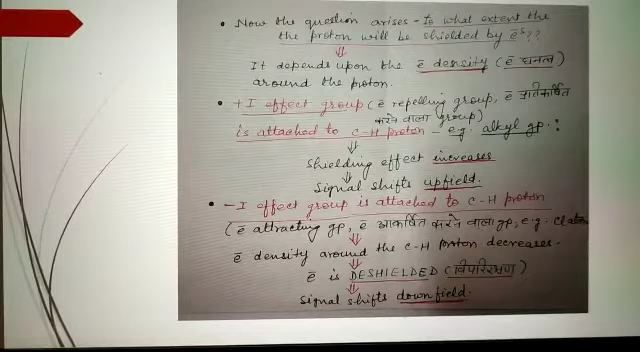 • Now the question arises - To what extent the
the proton will be shielded by ēs??
⇓
It depends upon the ē density (ē घनत्व)
around the proton.
• + I effect group (ē repelling group, ē प्रतिकर्षित
करने वाला group)
is attached to C-H proton - e.g. alkyl gp.:
⇓
Shielding effect increases
⇓
Signal shifts upfield.
• - I effect group is attached to C-H proton
(ē attracting gp, ē आकर्षित करने वाला gp, e.g. Cl atom
⇓
ē density around the C-H proton decreases.
⇓
ē is DESHIELDED (विपरिरक्षण)
⇓
Signal shifts downfield.